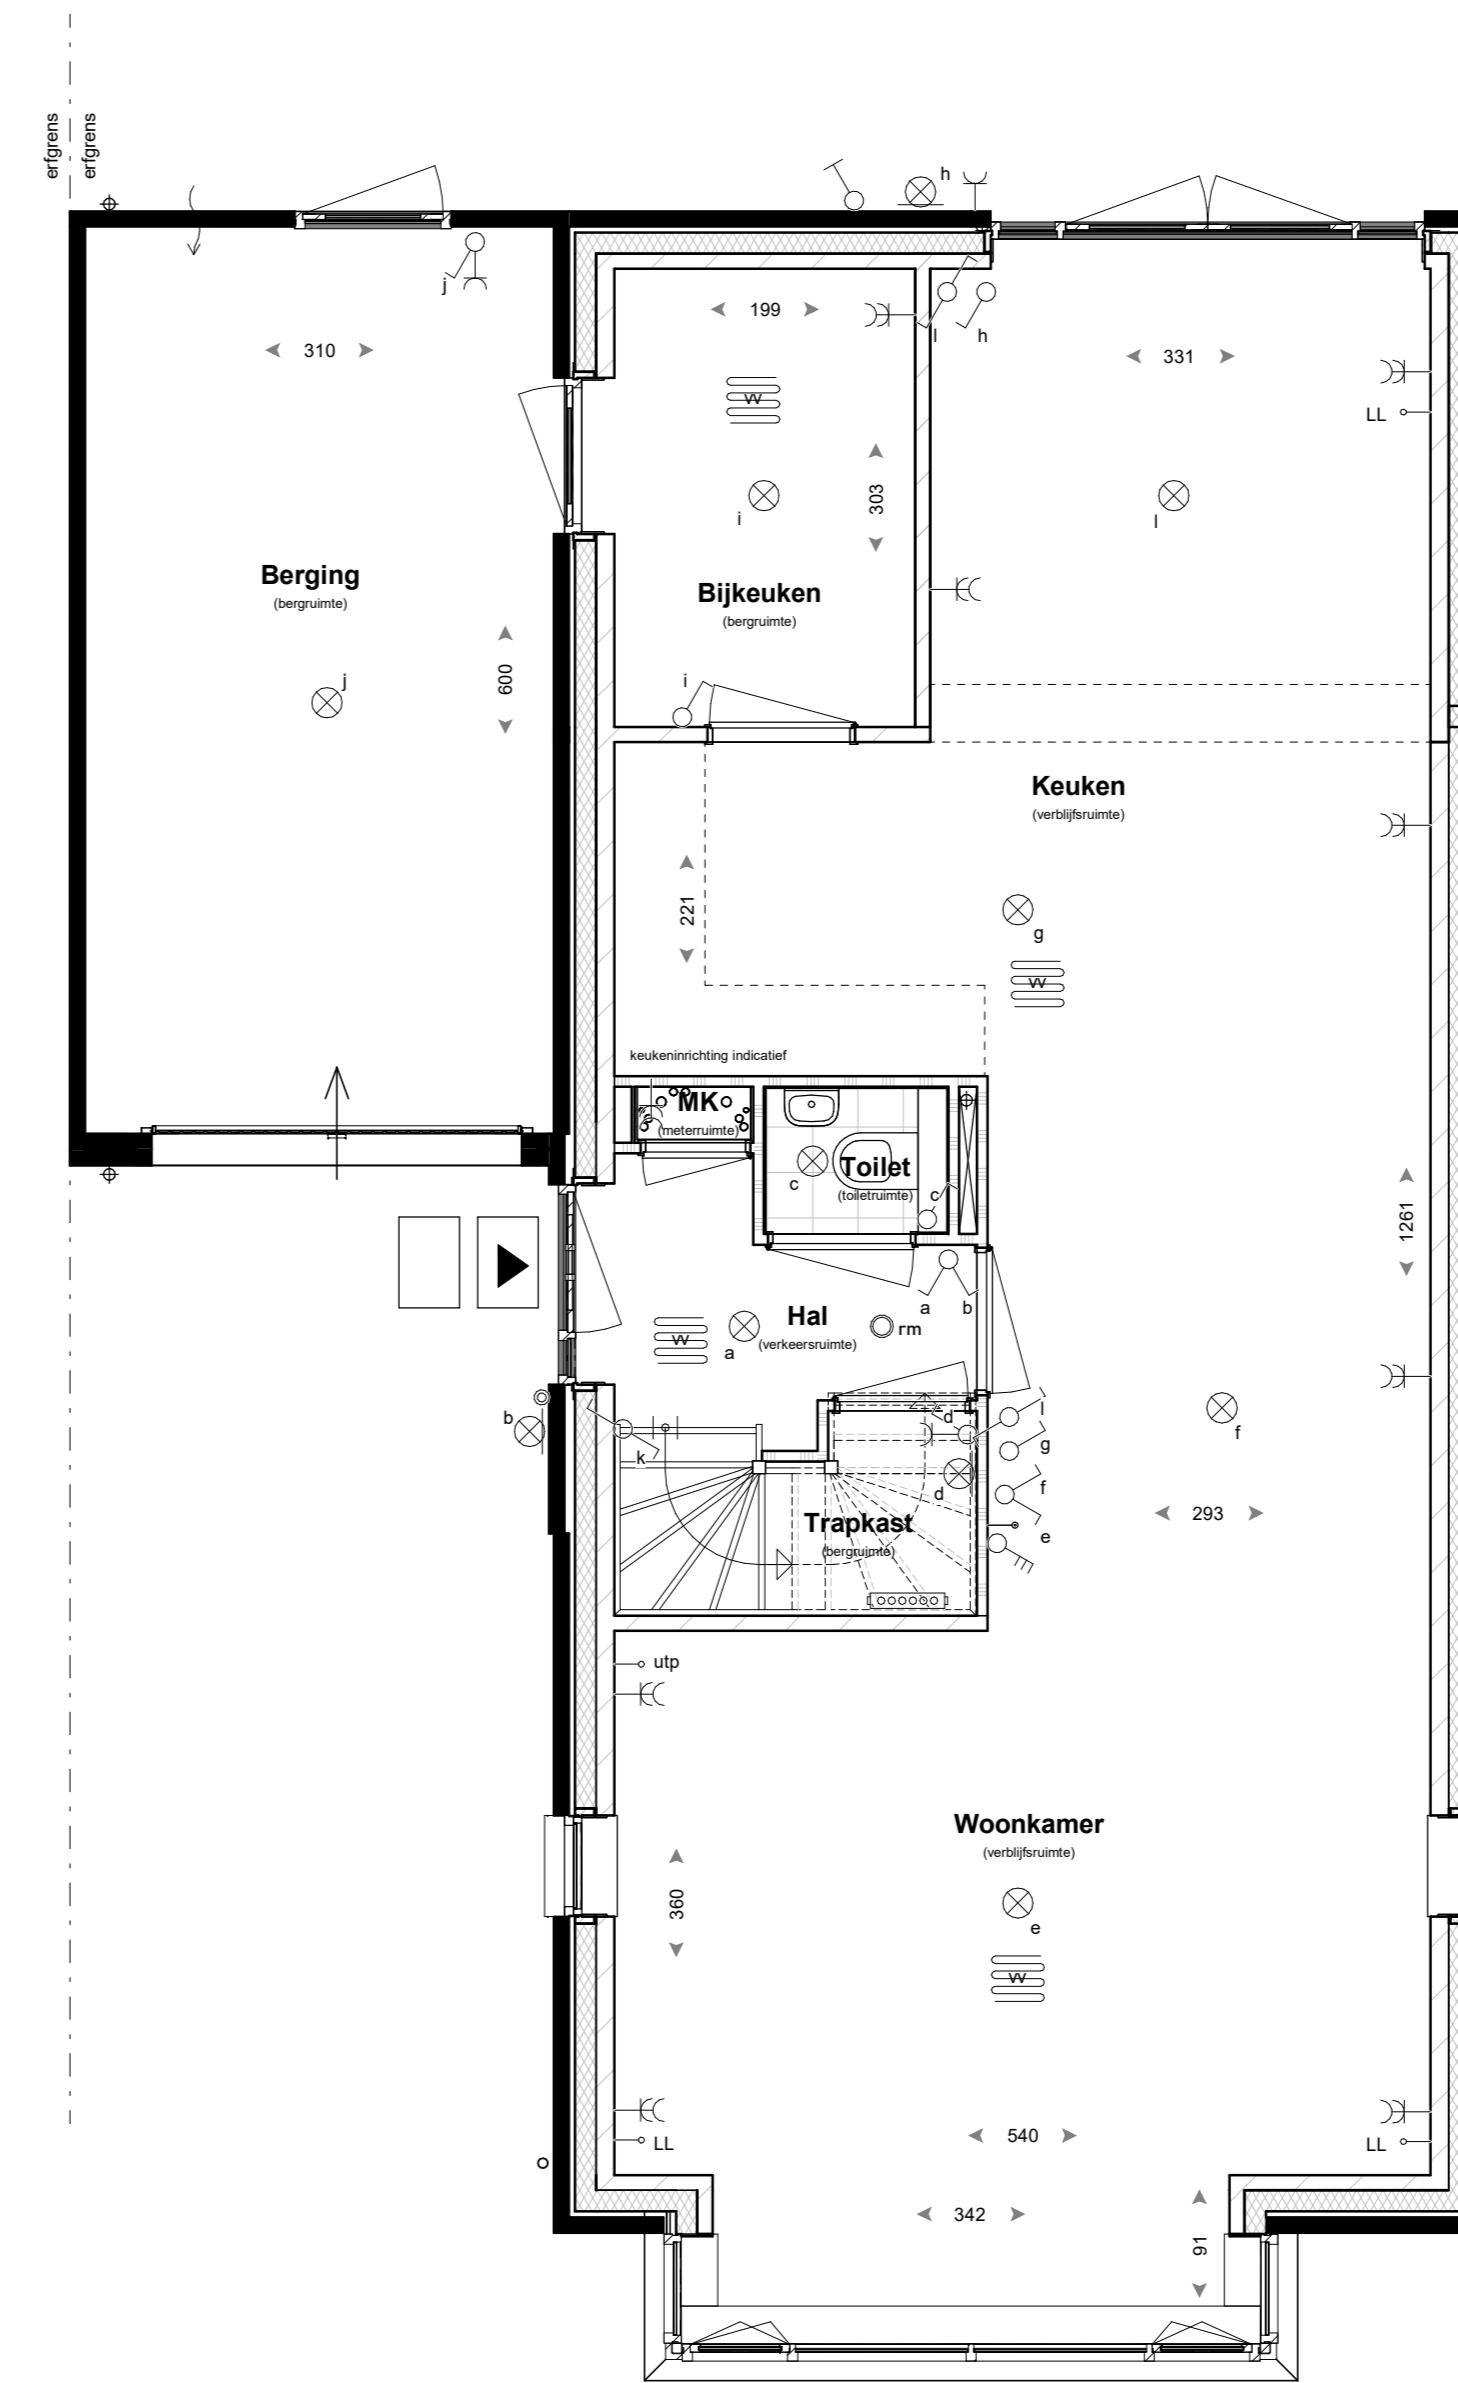 erfgrens
erfgrens
h
j
199
l
h
310
331
LL
W
303
i
l
Berging
(bergruimte)
Bijkeuken
(bergruimte)
600
j
i
Keuken
(verblijfsruimte)
221
g
W
keukeninrichting indicatief
MK
(meterruimte)
Toilet
(toiletruimte)
c
c
1261
a
b
Hal
(verkeersruimte)
rm
W
a
b
d
l
k
g
f
d
f
293
Trapkast
(bergruimte)
e
utp
Woonkamer
(verblijfsruimte)
360
e
W
540
LL
LL
342
91